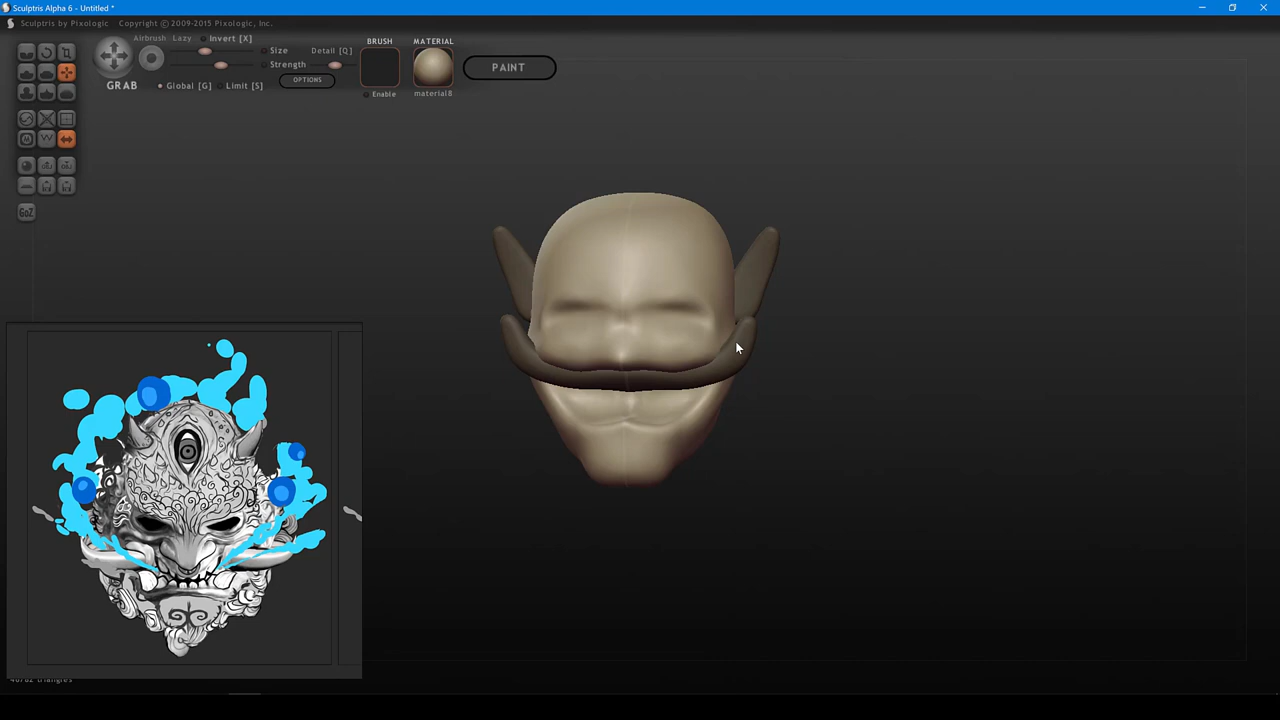 Sculptris Alpha 6 - Untitled *
Sculptris by Pixologic Copyright © 2009-2015 Pixologic, Inc.
Airbrush Lazy Invert [X]
Size Detail [Q]
Strength
GRAB Global [G] Limit [S] OPTIONS
BRUSH
Enable
MATERIAL
material8
PAINT
GoZ
triangles